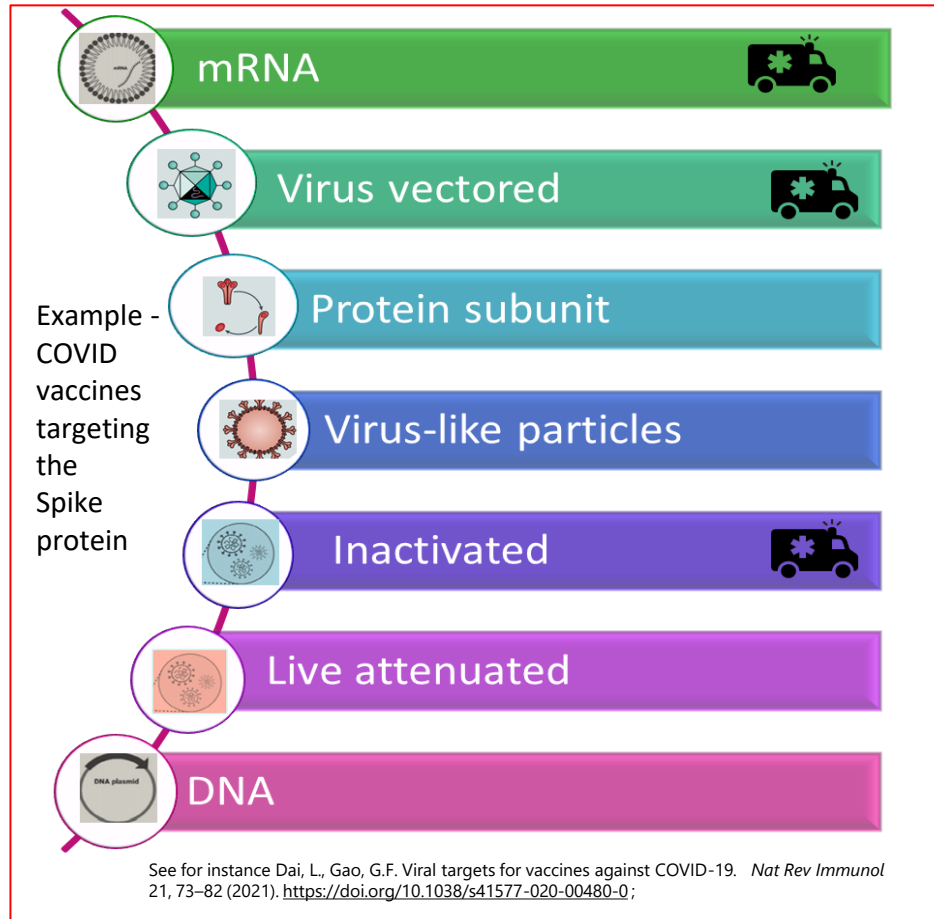 mRNA
mRNA
Virus vectored
Protein subunit
Example -
COVID
vaccines
targeting
the
Spike
protein
Virus-like particles
Inactivated
Live attenuated
DNA plasmid
DNA
See for instance Dai, L., Gao, G.F. Viral targets for vaccines against COVID-19. Nat Rev Immunol
21, 73–82 (2021). https://doi.org/10.1038/s41577-020-00480-0;